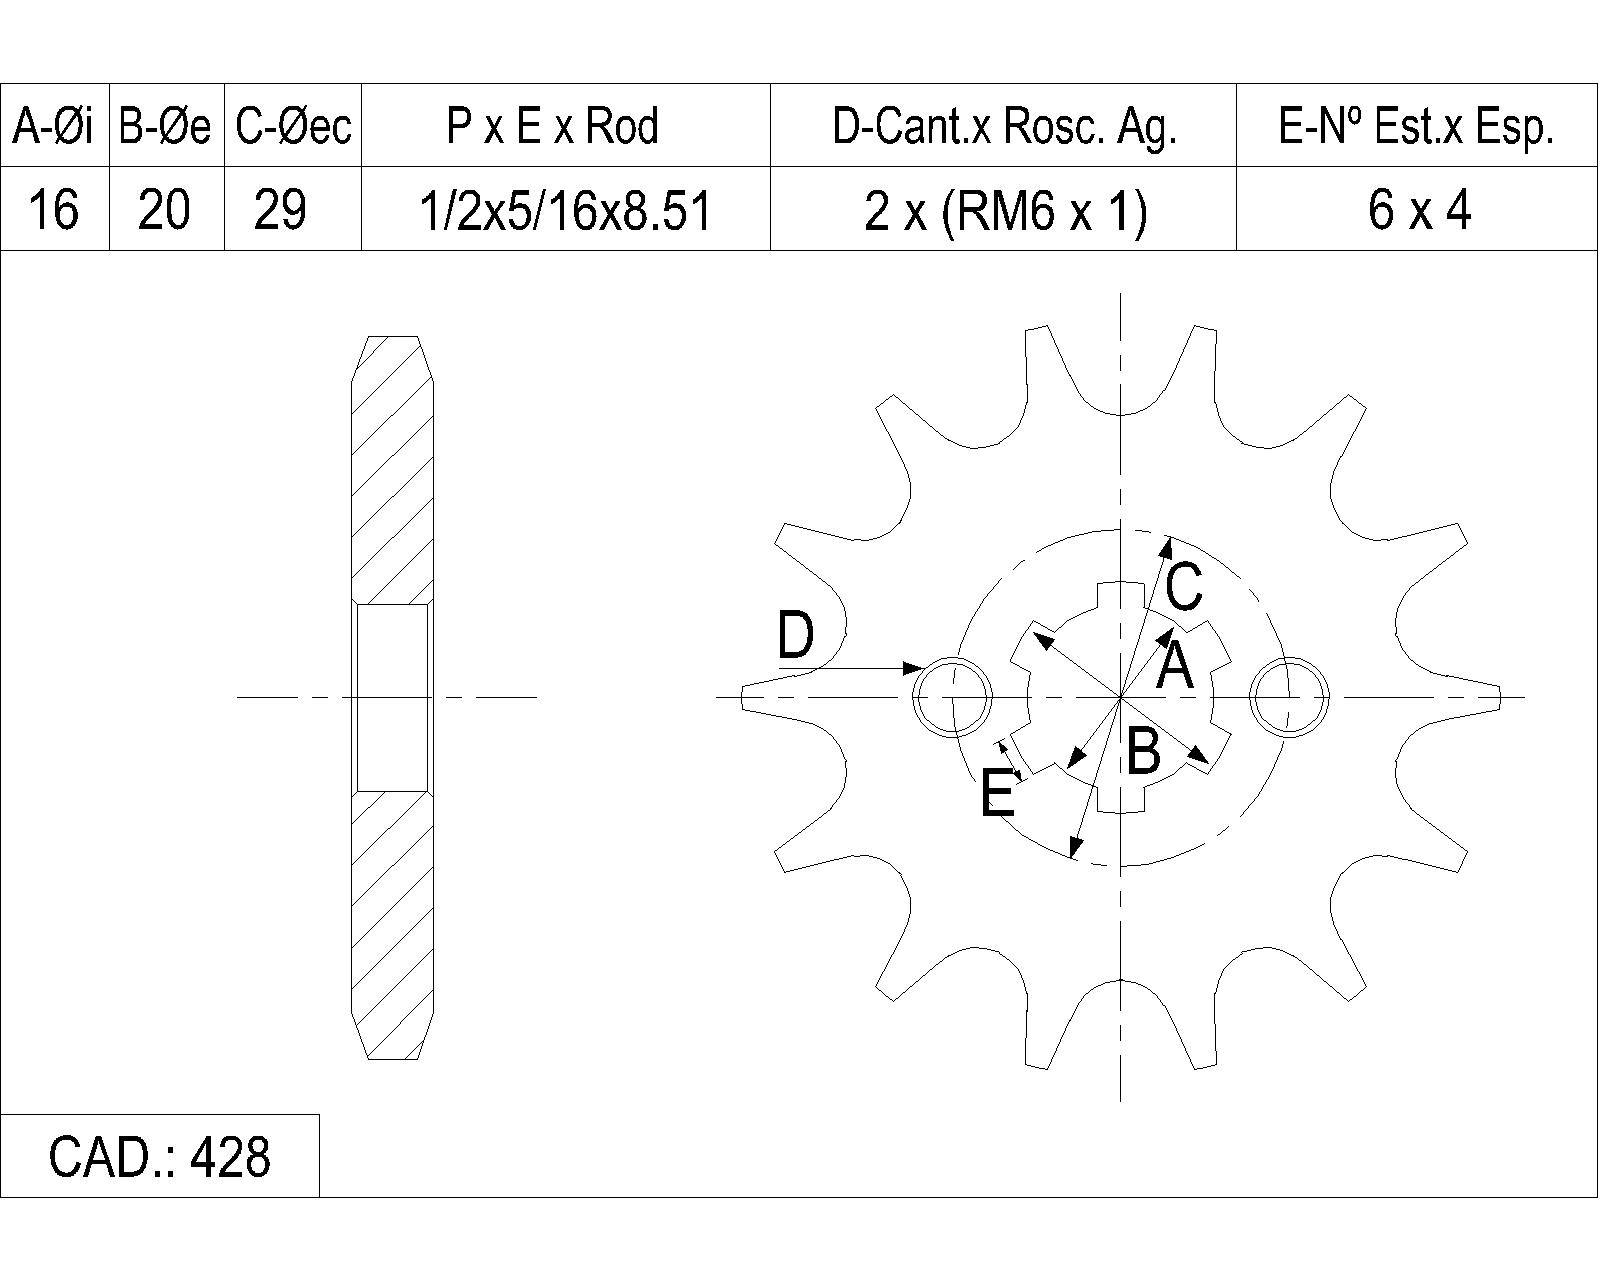 A-Øi B-Øe C-Øec P x E x Rod D-Cant.x Rosc. Ag. E-Nº Est.x Esp.
16 20 29 1/2x5/16x8.51 2 x (RM6 x 1) 6 x 4
C
D
A
B
E
CAD.: 428